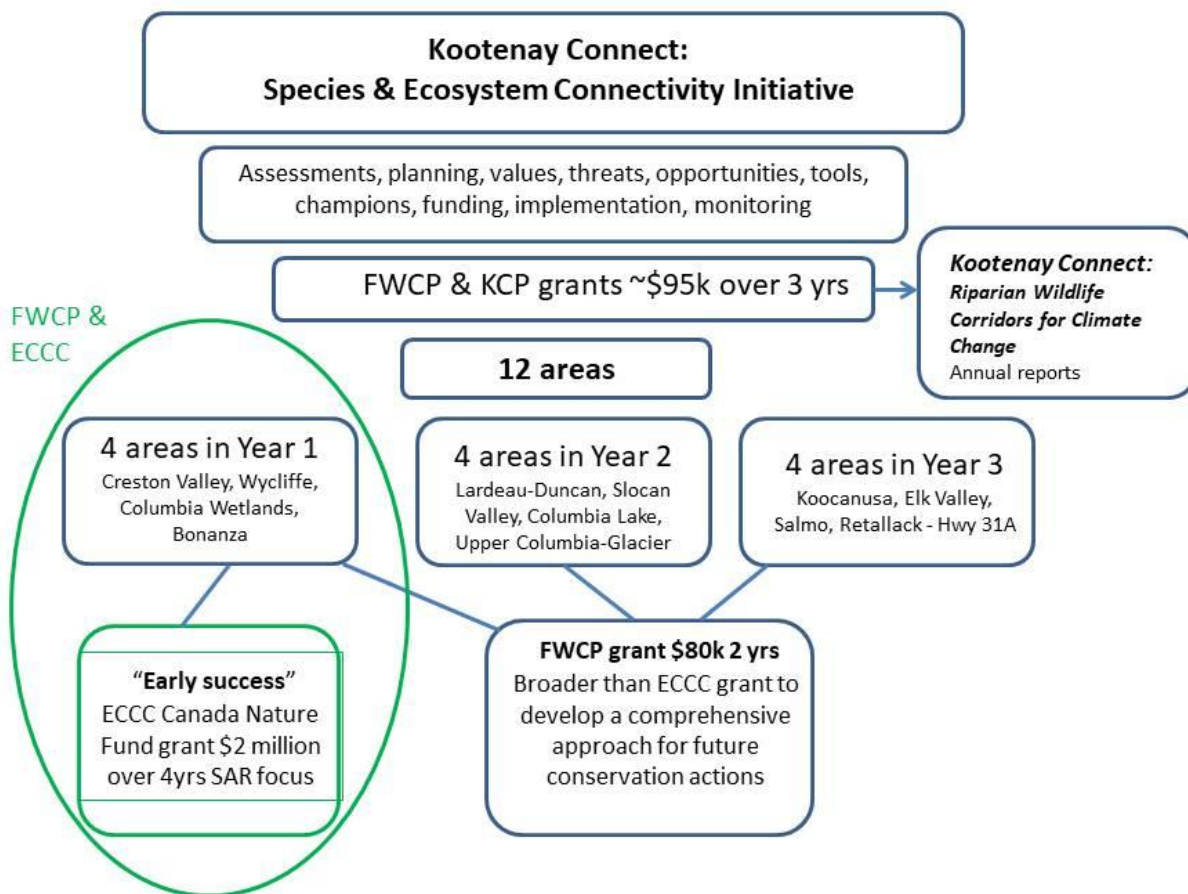 Kootenay Connect:
Species & Ecosystem Connectivity Initiative
Assessments, planning, values, threats, opportunities, tools,
champions, funding, implementation, monitoring
FWCP & KCP grants ~$95k over 3 yrs
Kootenay Connect:
Riparian Wildlife
Corridors for Climate
Change
Annual reports
FWCP &
ECCC
12 areas
4 areas in Year 1
Creston Valley, Wycliffe,
Columbia Wetlands,
Bonanza
4 areas in Year 2
Lardeau-Duncan, Slocan
Valley, Columbia Lake,
Upper Columbia-Glacier
4 areas in Year 3
Koocanusa, Elk Valley,
Salmo, Retallack - Hwy 31A
“Early success”
ECCC Canada Nature
Fund grant $2 million
over 4yrs SAR focus
FWCP grant $80k 2 yrs
Broader than ECCC grant to
develop a comprehensive
approach for future
conservation actions